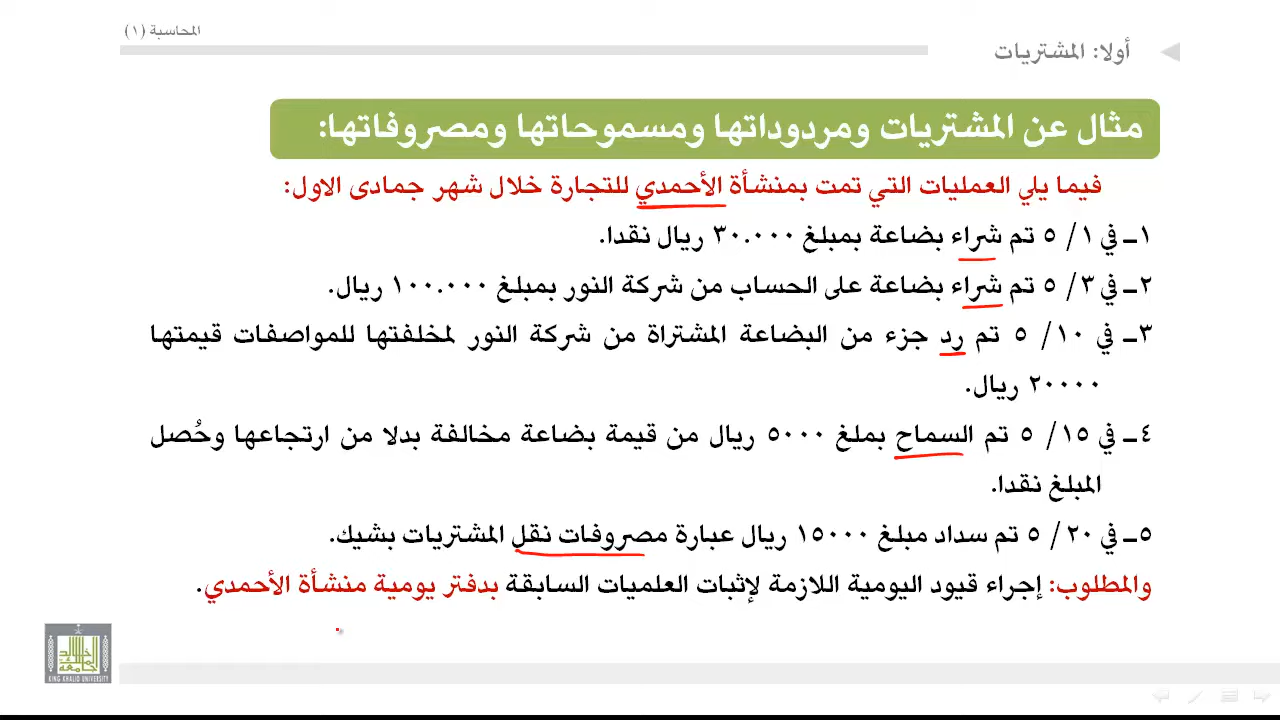 المحاسبة (١)
أولا: المشتريات
مثال عن المشتريات ومردوداتها ومسموحاتها ومصروفاتها:
فيما يلي العمليات التي تمت بمنشأة الأحمدي للتجارة خلال شهر جمادى الاول:
١ـ في ١/ ٥ تم شراء بضاعة بمبلغ ٣٠.٠٠٠ ريال نقدا.
٢ـ في ٣/ ٥ تم شراء بضاعة على الحساب من شركة النور بمبلغ ١٠٠.٠٠٠ ريال.
٣ـ في ١٠/ ٥ تم رد جزء من البضاعة المشتراة من شركة النور لمخلفتها للمواصفات قيمتها
٢٠٠٠٠ ريال.
٤ـ في ١٥/ ٥ تم السماح بملغ ٥٠٠٠ ريال من قيمة بضاعة مخالفة بدلا من ارتجاعها وحُصل
المبلغ نقدا.
٥ـ في ٢٠/ ٥ تم سداد مبلغ ١٥٠٠٠ ريال عبارة مصروفات نقل المشتريات بشيك.
والمطلوب: إجراء قيود اليومية اللازمة لإثبات العلميات السابقة بدفتر يومية منشأة الأحمدي.
جامعة الملك خالد
KING KHALID UNIVERSITY